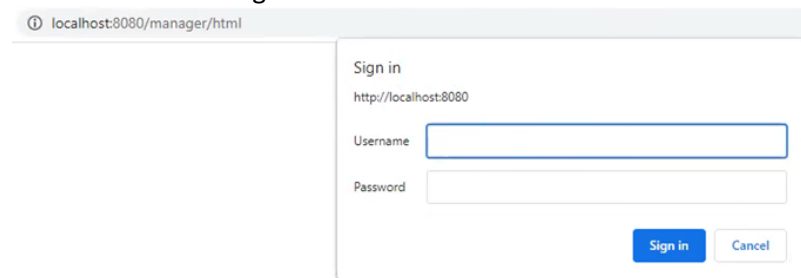 localhost:8080/manager/html
Sign in
http://localhost:8080
Username
Password
Sign in Cancel